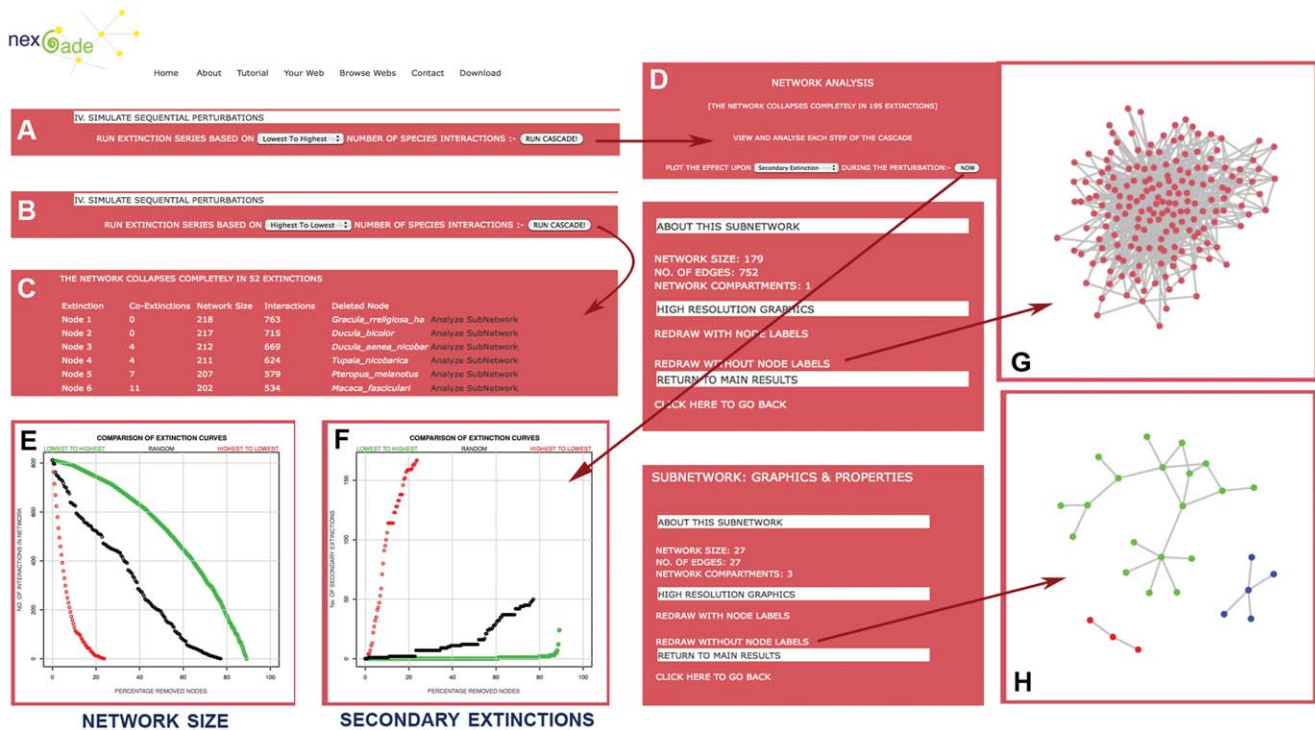 nexCade
Home About Tutorial Your Web Browse Webs Contact Download
A
IV. SIMULATE SEQUENTIAL PERTURBATIONS
RUN EXTINCTION SERIES BASED ON Lowest To Highest NUMBER OF SPECIES INTERACTIONS :- RUN CASCADE!
B
IV. SIMULATE SEQUENTIAL PERTURBATIONS
RUN EXTINCTION SERIES BASED ON Highest To Lowest NUMBER OF SPECIES INTERACTIONS :- RUN CASCADE!
C
THE NETWORK COLLAPSES COMPLETELY IN 52 EXTINCTIONS
Extinction Co-Extinctions Network Size Interactions Deleted Node
Node 1 0 218 763 Gracula_rreligiosa_ha Analyze SubNetwork
Node 2 0 217 715 Ducula_bicolor Analyze SubNetwork
Node 3 4 212 669 Ducula_aenea_nicobar Analyze SubNetwork
Node 4 4 211 624 Tupaia_nicobarica Analyze SubNetwork
Node 5 7 207 579 Pteropus_melanotus Analyze SubNetwork
Node 6 11 202 534 Macaca_fasciculari Analyze SubNetwork
D
NETWORK ANALYSIS
[THE NETWORK COLLAPSES COMPLETELY IN 195 EXTINCTIONS]
VIEW AND ANALYSE EACH STEP OF THE CASCADE
PLOT THE EFFECT UPON Secondary Extinction DURING THE PERTURBATION:- NOW
ABOUT THIS SUBNETWORK
NETWORK SIZE: 179
NO. OF EDGES: 752
NETWORK COMPARTMENTS: 1
HIGH RESOLUTION GRAPHICS
REDRAW WITH NODE LABELS
REDRAW WITHOUT NODE LABELS
RETURN TO MAIN RESULTS
CLICK HERE TO GO BACK
G
E
COMPARISON OF EXTINCTION CURVES
LOWEST TO HIGHEST RANDOM HIGHEST TO LOWEST
NO. OF INTERACTIONS IN NETWORK
800
600
400
200
0
0 20 40 60 80 100
PERCENTAGE REMOVED NODES
NETWORK SIZE
F
COMPARISON OF EXTINCTION CURVES
LOWEST TO HIGHEST RANDOM HIGHEST TO LOWEST
No. OF SECONDARY EXTINCTIONS
150
100
50
0
0 20 40 60 80 100
PERCENTAGE REMOVED NODES
SECONDARY EXTINCTIONS
SUBNETWORK: GRAPHICS & PROPERTIES
ABOUT THIS SUBNETWORK
NETWORK SIZE: 27
NO. OF EDGES: 27
NETWORK COMPARTMENTS: 3
HIGH RESOLUTION GRAPHICS
REDRAW WITH NODE LABELS
REDRAW WITHOUT NODE LABELS
RETURN TO MAIN RESULTS
CLICK HERE TO GO BACK
H